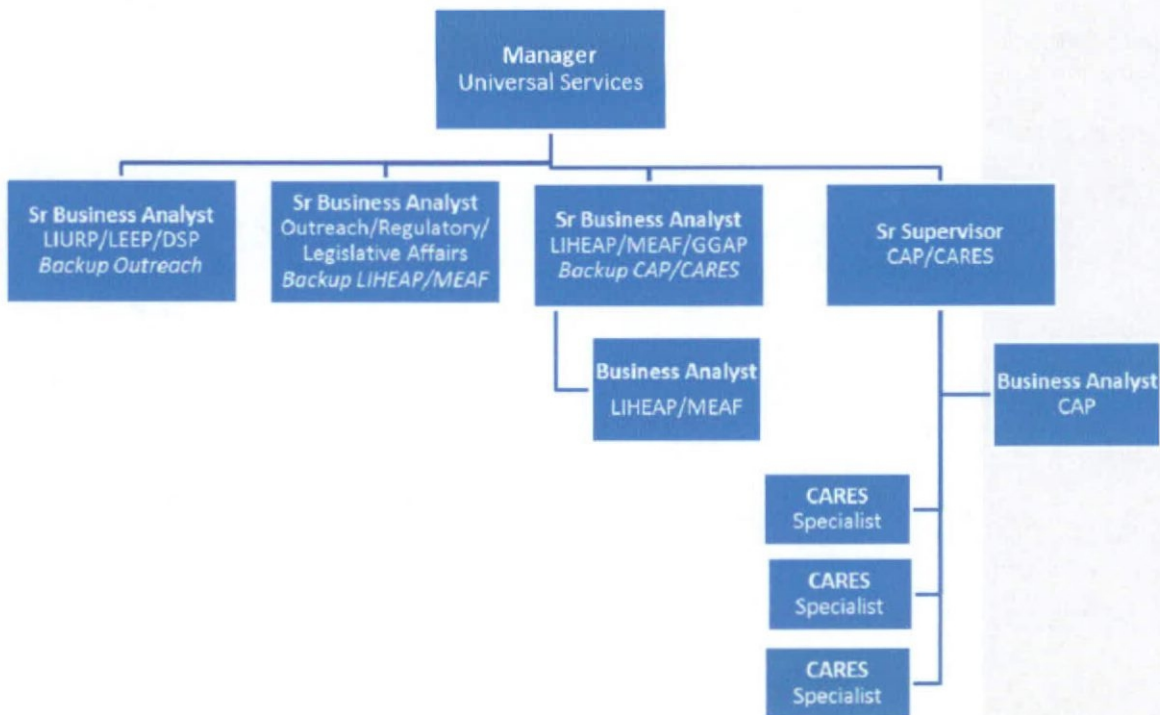 Manager
Universal Services
Sr Business Analyst
LIURP/LEEP/DSP
Backup Outreach
Sr Business Analyst
Outreach/Regulatory/
Legislative Affairs
Backup LIHEAP/MEAF
Sr Business Analyst
LIHEAP/MEAF/GGAP
Backup CAP/CARES
Sr Supervisor
CAP/CARES
Business Analyst
LIHEAP/MEAF
Business Analyst
CAP
CARES
Specialist
CARES
Specialist
CARES
Specialist